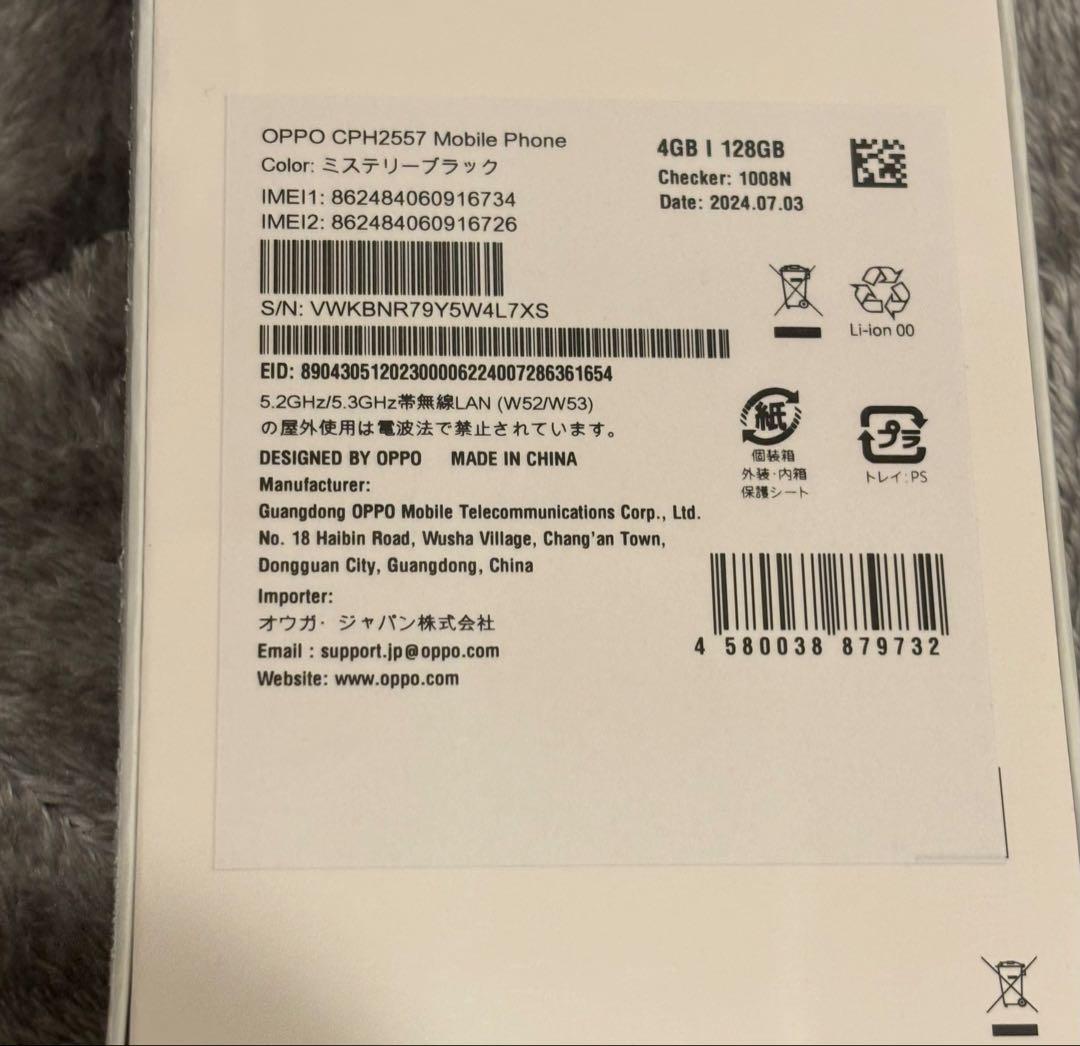 OPPO CPH2557 Mobile Phone
Color: ミステリーブラック
IMEI1: 862484060916734
IMEI2: 862484060916726
S/N: VWKBNR79Y5W4L7XS
EID: 89043051202300006224007286361654
5.2GHz/5.3GHz帯無線LAN (W52/W53)
の屋外使用は電波法で禁止されています。
DESIGNED BY OPPO MADE IN CHINA
Manufacturer:
Guangdong OPPO Mobile Telecommunications Corp., Ltd.
No. 18 Haibin Road, Wusha Village, Chang'an Town,
Dongguan City, Guangdong, China
Importer:
オウガ・ジャパン株式会社
Email : support.jp@oppo.com
Website: www.oppo.com
4GB | 128GB
Checker: 1008N
Date: 2024.07.03
Li-ion 00
紙
個装箱
外装・内箱
保護シート
プラ
トレイ:PS
4 580038 879732